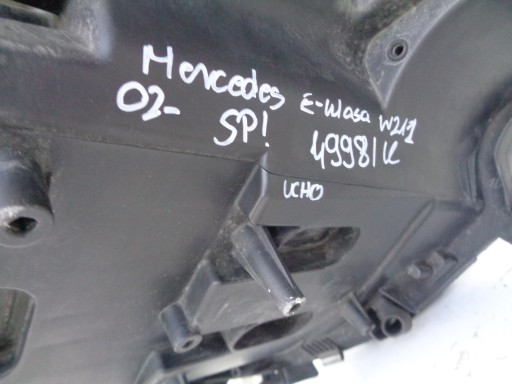 Mercedes E-klasa W211
02- SP! 49981K
UCHO